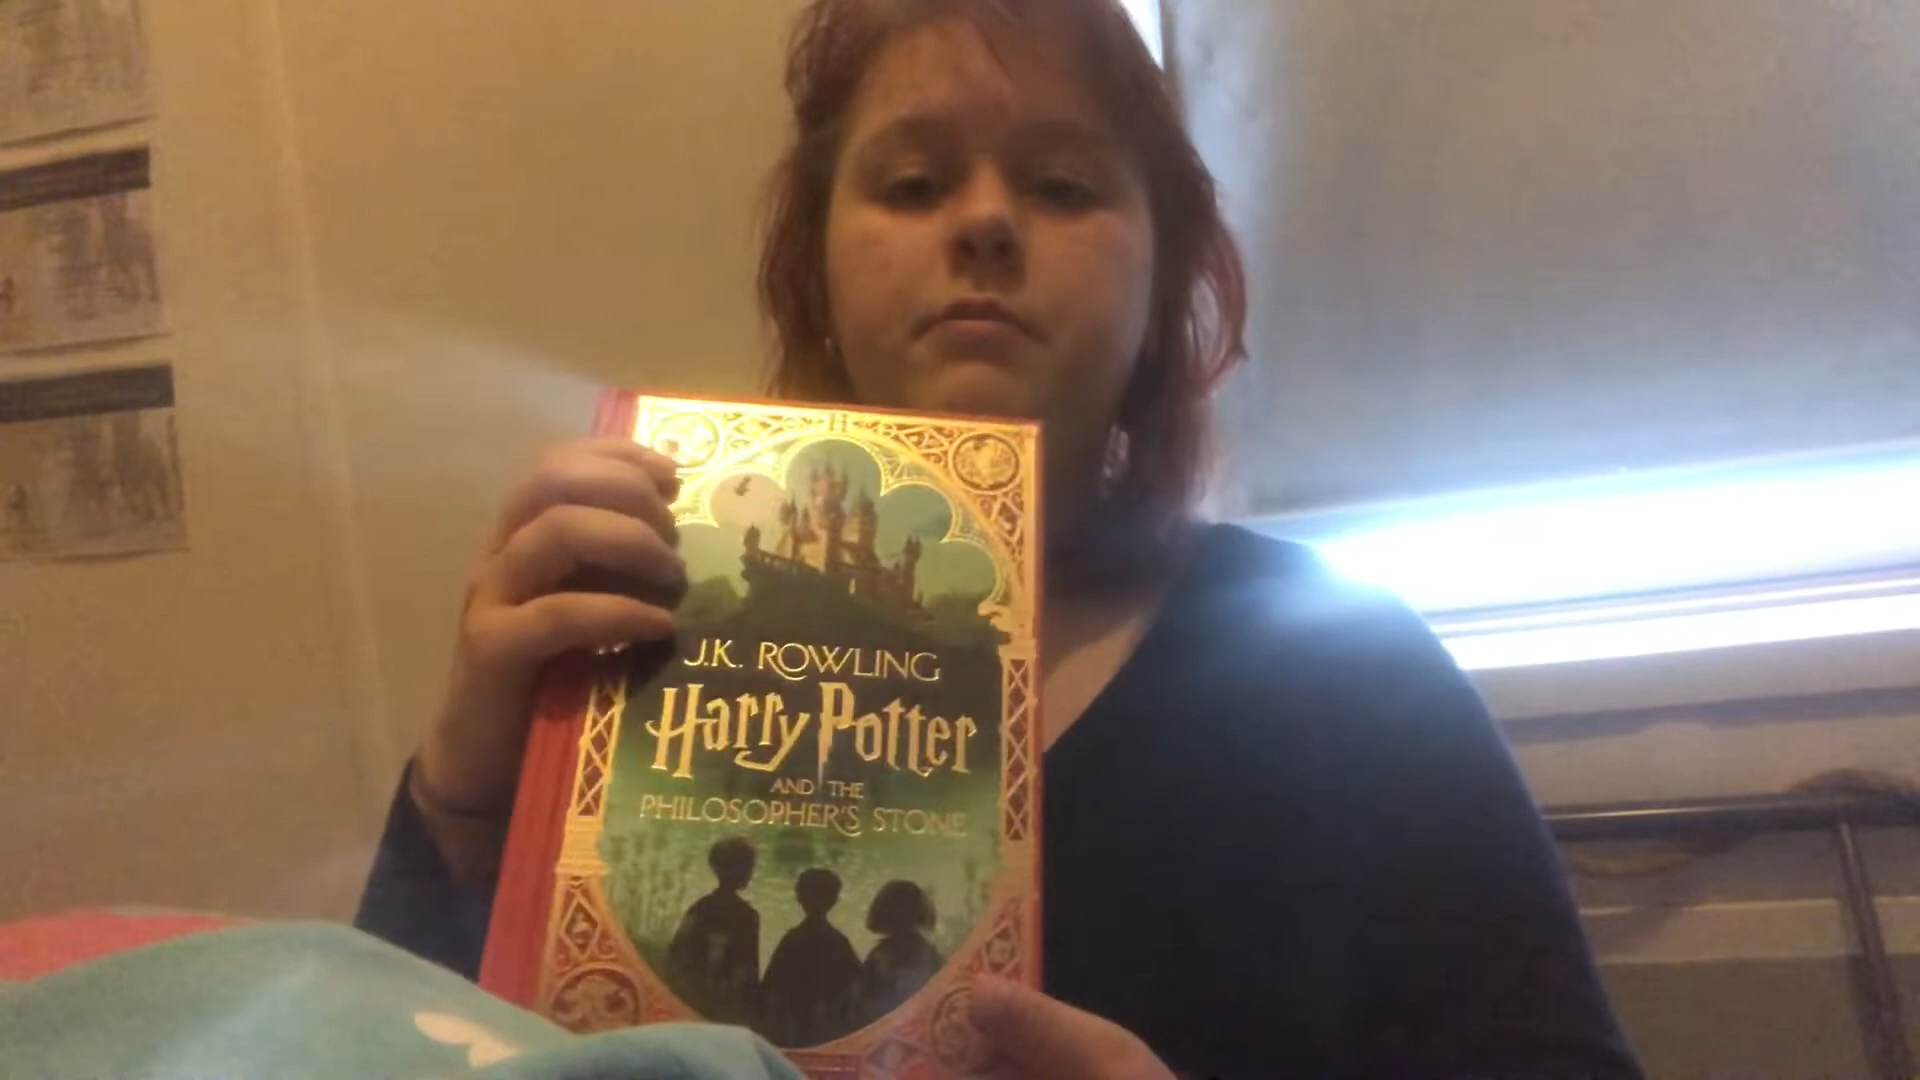 J.K. ROWLING
Harry Potter
AND THE
PHILOSOPHER'S STONE